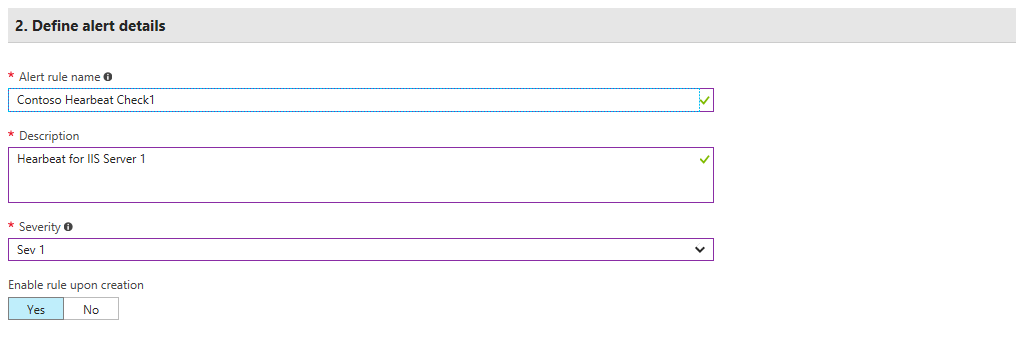 2. Define alert details
* Alert rule name
Contoso Hearbeat Check1
* Description
Hearbeat for IIS Server 1
* Severity
Sev 1
Enable rule upon creation
Yes No